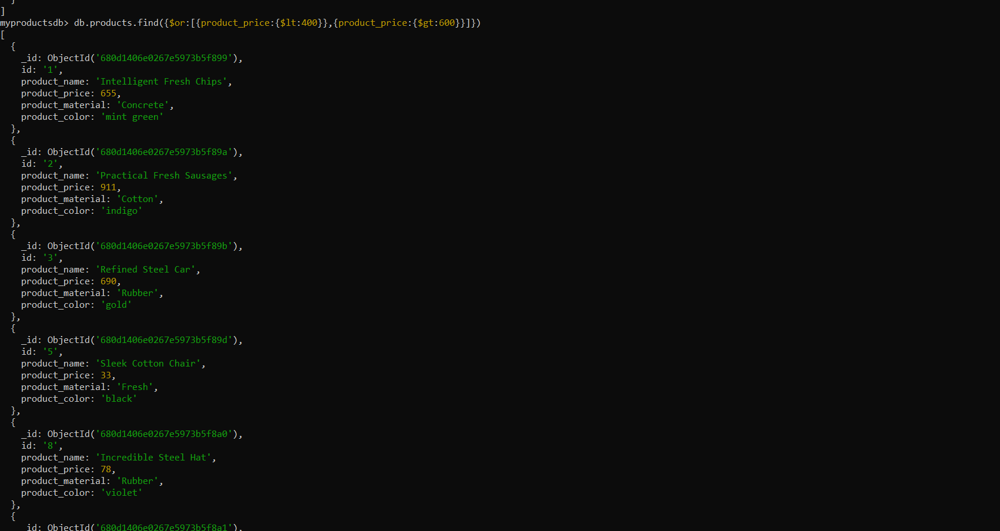 }
]
myproductsdb> db.products.find({$or:[{product_price:{$lt:400}},{product_price:{$gt:600}}]})
[
  {
    _id: ObjectId('680d1406e0267e5973b5f899'),
    id: '1',
    product_name: 'Intelligent Fresh Chips',
    product_price: 655,
    product_material: 'Concrete',
    product_color: 'mint green'
  },
  {
    _id: ObjectId('680d1406e0267e5973b5f89a'),
    id: '2',
    product_name: 'Practical Fresh Sausages',
    product_price: 911,
    product_material: 'Cotton',
    product_color: 'indigo'
  },
  {
    _id: ObjectId('680d1406e0267e5973b5f89b'),
    id: '3',
    product_name: 'Refined Steel Car',
    product_price: 690,
    product_material: 'Rubber',
    product_color: 'gold'
  },
  {
    _id: ObjectId('680d1406e0267e5973b5f89d'),
    id: '5',
    product_name: 'Sleek Cotton Chair',
    product_price: 33,
    product_material: 'Fresh',
    product_color: 'black'
  },
  {
    _id: ObjectId('680d1406e0267e5973b5f8a0'),
    id: '8',
    product_name: 'Incredible Steel Hat',
    product_price: 78,
    product_material: 'Rubber',
    product_color: 'violet'
  },
  {
    _id: ObjectId('680d1406e0267e5973b5f8a1'),